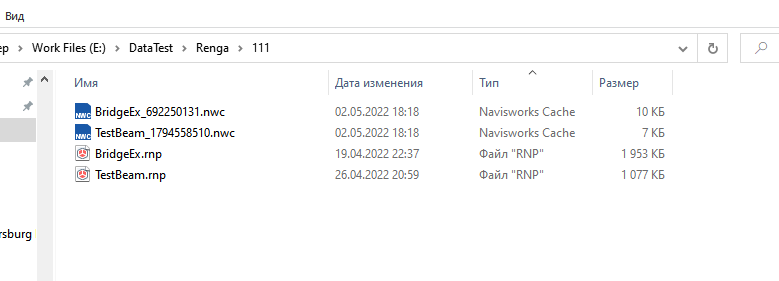 Вид
ер > Work Files (E:) > DataTest > Renga > 111
Имя Дата изменения Тип Размер
NWC BridgeEx_692250131.nwc 02.05.2022 18:18 Navisworks Cache 10 КБ
NWC TestBeam_1794558510.nwc 02.05.2022 18:18 Navisworks Cache 7 КБ
BridgeEx.rnp 19.04.2022 22:37 Файл "RNP" 1 953 КБ
TestBeam.rnp 26.04.2022 20:59 Файл "RNP" 1 077 КБ
rsburg